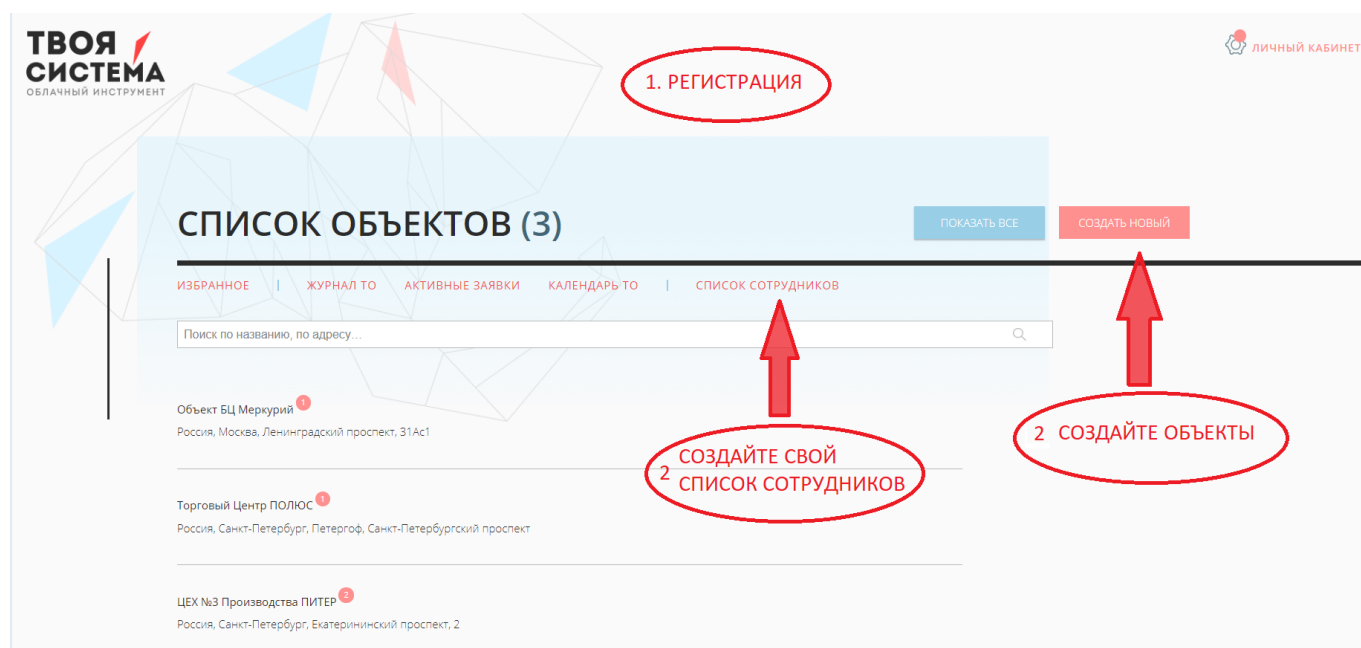 ТВОЯ
СИСТЕМА
ОБЛАЧНЫЙ ИНСТРУМЕНТ
ЛИЧНЫЙ КАБИНЕТ
1. РЕГИСТРАЦИЯ
СПИСОК ОБЪЕКТОВ (3)
ПОКАЗАТЬ ВСЕ
СОЗДАТЬ НОВЫЙ
ИЗБРАННОЕ | ЖУРНАЛ ТО АКТИВНЫЕ ЗАЯВКИ КАЛЕНДАРЬ ТО | СПИСОК СОТРУДНИКОВ
Поиск по названию, по адресу...
Объект БЦ Меркурий 1
Россия, Москва, Ленинградский проспект, 31Ас1
2 СОЗДАЙТЕ ОБЪЕКТЫ
2 СОЗДАЙТЕ СВОЙ
СПИСОК СОТРУДНИКОВ
Торговый Центр ПОЛЮС 1
Россия, Санкт-Петербург, Петергоф, Санкт-Петербургский проспект
ЦЕХ №3 Производства ПИТЕР 2
Россия, Санкт-Петербург, Екатерининский проспект, 2